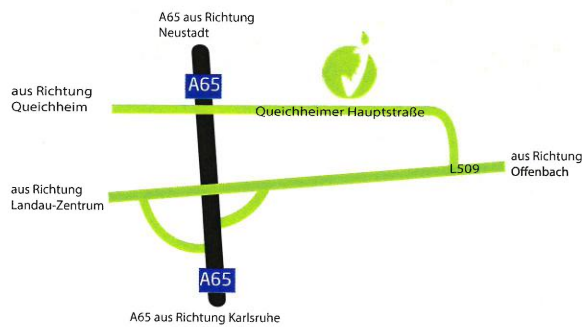 A65 aus Richtung
Neustadt
A65
aus Richtung
Queichheim
Queichheimer Hauptstraße
aus Richtung
Offenbach
L509
aus Richtung
Landau-Zentrum
A65
A65 aus Richtung Karlsruhe